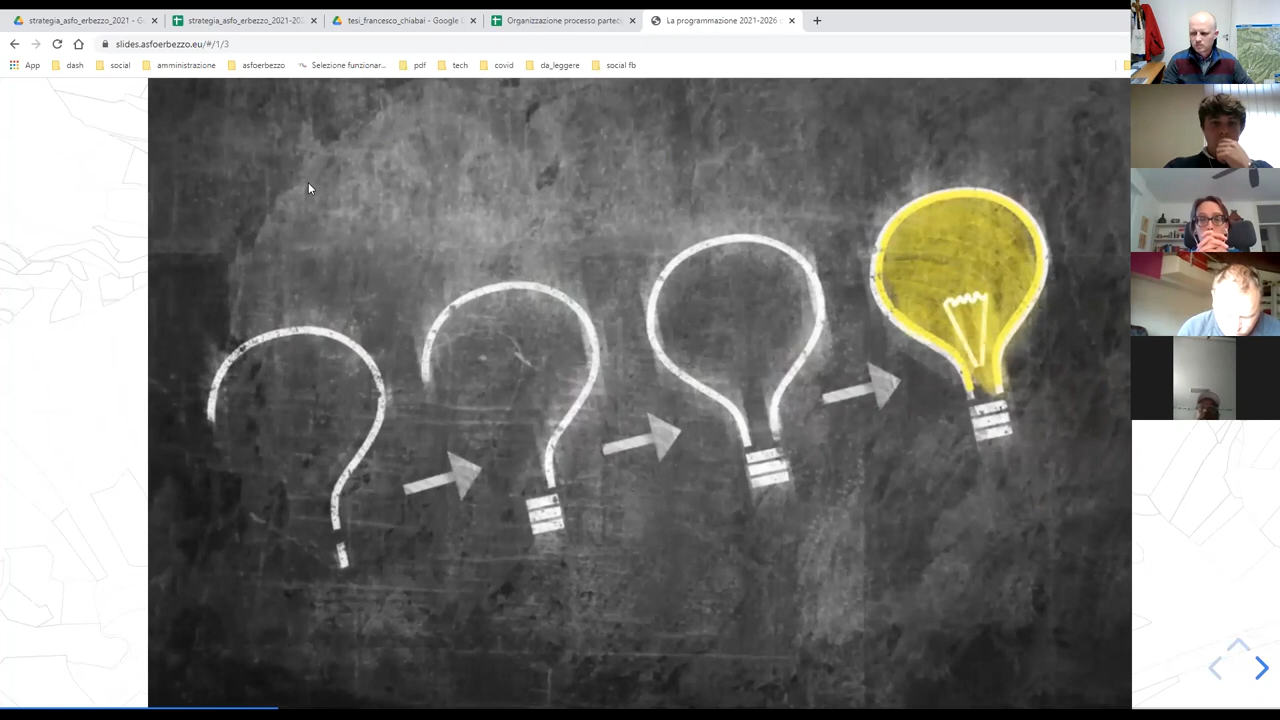 strategia_asfo_erbezzo_2021 - G
strategia_asfo_erbezzo_2021-202
tesi_francesco_chiabai - Google
Organizzazione processo parteci
La programmazione 2021-2026 d
slides.asfoerbezzo.eu/#/1/3
App
dash
social
amministrazione
asfoerbezzo
Selezione funzionar...
pdf
tech
covid
da_leggere
social fb